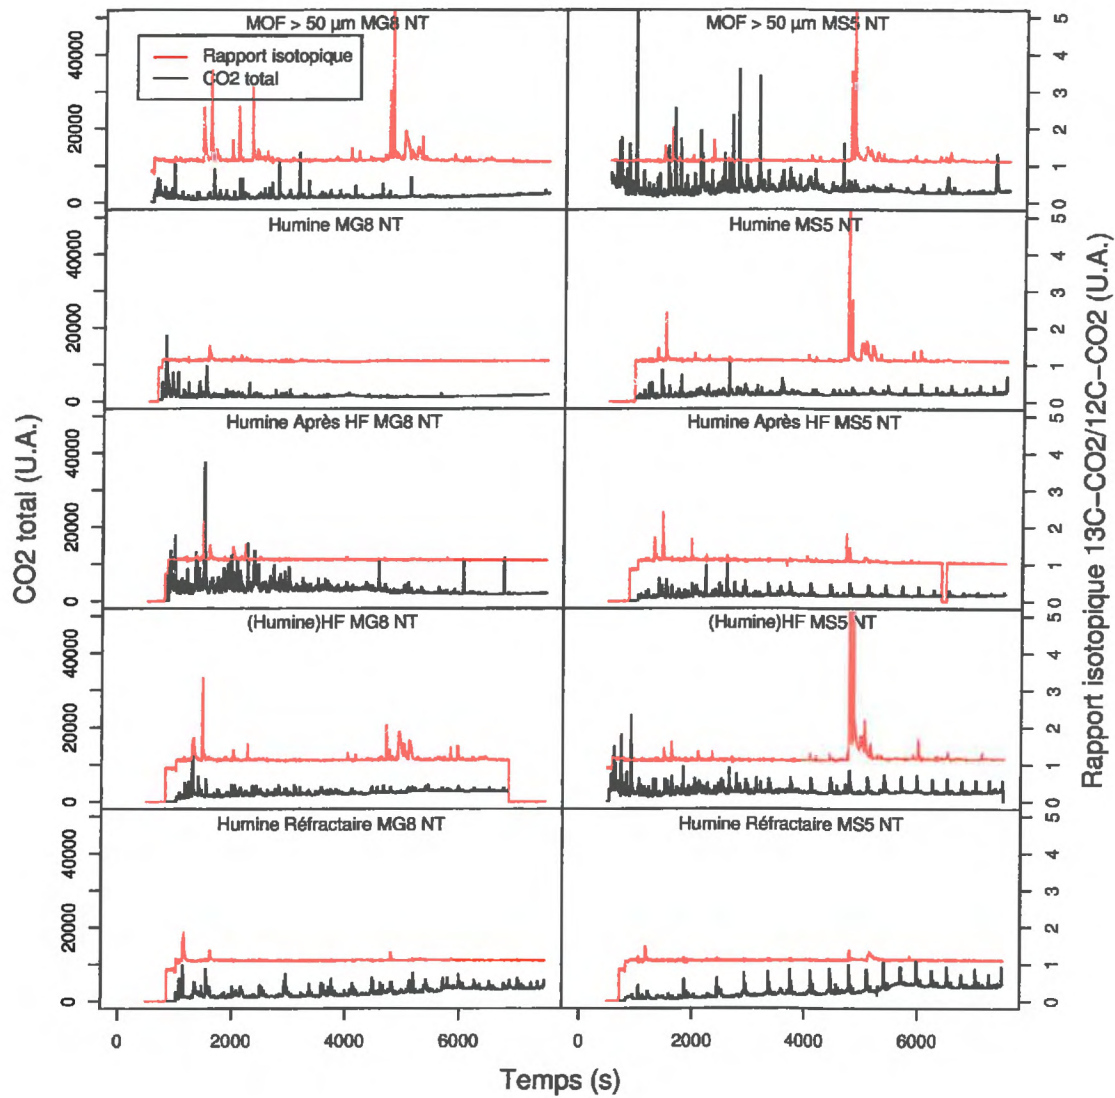 MOF > 50 µm MG8 NT
MOF > 50 µm MS5 NT
Rapport isotopique
CO2 total
Humine MG8 NT
Humine MS5 NT
Humine Après HF MG8 NT
Humine Après HF MS5 NT
(Humine)HF MG8 NT
(Humine)HF MS5 NT
Humine Réfractaire MG8 NT
Humine Réfractaire MS5 NT
CO2 total (U.A.)
0 20000 40000
0 20000 40000
0 20000 40000
0 20000 40000
0 20000 40000
0 1 2 3 4 5
0 1 2 3 4 5
0 1 2 3 4 5
0 1 2 3 4 5
0 1 2 3 4 5
Rapport isotopique 13C-CO2/12C-CO2 (U.A.)
0 2000 4000 6000
0 2000 4000 6000
Temps (s)